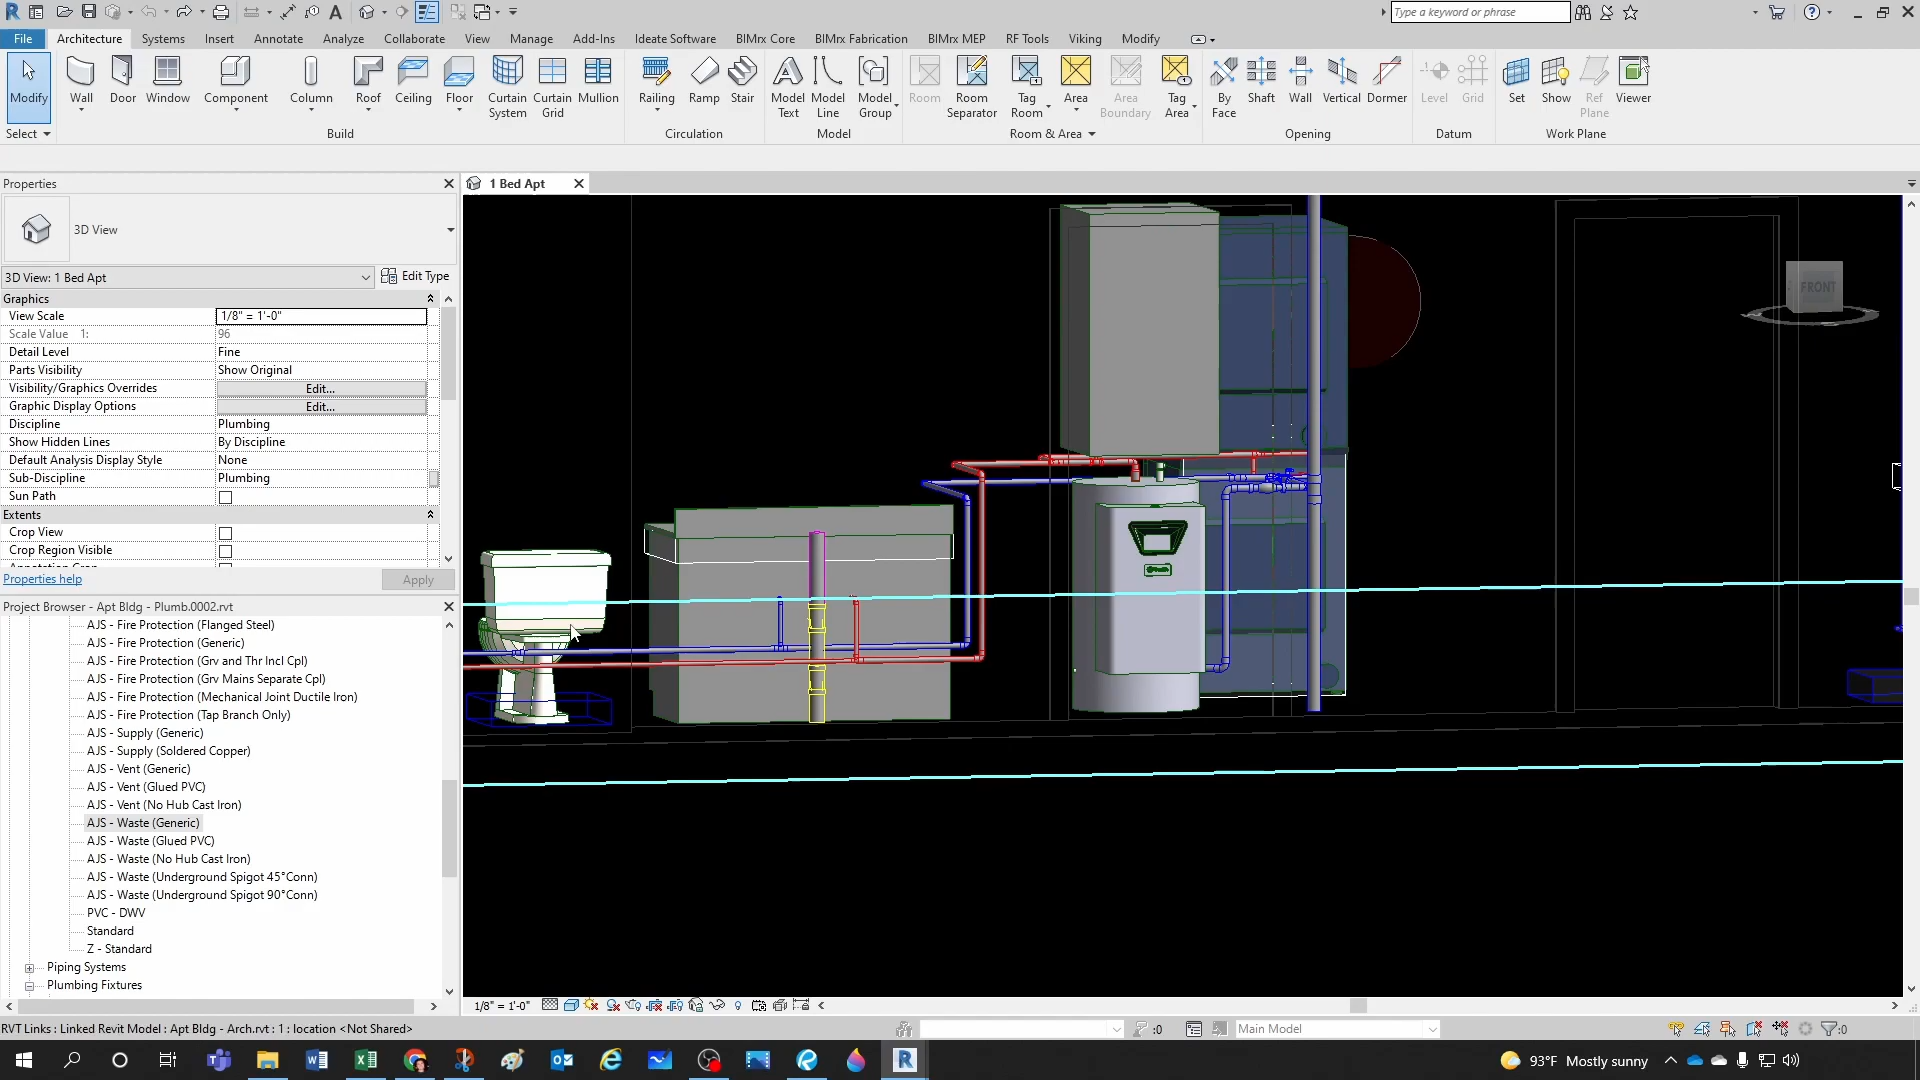 Type a keyword or phrase
File Architecture Systems Insert Annotate Analyze Collaborate View Manage Add-Ins Ideate Software BIMrx Core BIMrx Fabrication BIMrx MEP RF Tools Viking Modify
Modify Wall Door Window Component Column Roof Ceiling Floor Curtain System Curtain Grid Mullion Railing Ramp Stair Model Text Model Line Model Group Room Room Separator Tag Room Area Area Boundary Tag Area By Face Shaft Wall Vertical Dormer Level Grid Set Show Ref Plane Viewer
Select Build Circulation Model Room & Area Opening Datum Work Plane
Properties
1 Bed Apt
3D View
3D View: 1 Bed Apt Edit Type
Graphics
View Scale 1/8" = 1'-0"
Scale Value 1: 96
Detail Level Fine
Parts Visibility Show Original
Visibility/Graphics Overrides Edit...
Graphic Display Options Edit...
Discipline Plumbing
Show Hidden Lines By Discipline
Default Analysis Display Style None
Sub-Discipline Plumbing
Sun Path
Extents
Crop View
Crop Region Visible
Properties help Apply
Project Browser - Apt Bldg - Plumb.0002.rvt
AJS - Fire Protection (Flanged Steel)
AJS - Fire Protection (Generic)
AJS - Fire Protection (Grv and Thr Incl Cpl)
AJS - Fire Protection (Grv Mains Separate Cpl)
AJS - Fire Protection (Mechanical Joint Ductile Iron)
AJS - Fire Protection (Tap Branch Only)
AJS - Supply (Generic)
AJS - Supply (Soldered Copper)
AJS - Vent (Generic)
AJS - Vent (Glued PVC)
AJS - Vent (No Hub Cast Iron)
AJS - Waste (Generic)
AJS - Waste (Glued PVC)
AJS - Waste (No Hub Cast Iron)
AJS - Waste (Underground Spigot 45°Conn)
AJS - Waste (Underground Spigot 90°Conn)
PVC - DWV
Standard
Z - Standard
Piping Systems
Plumbing Fixtures
FRONT
1/8" = 1'-0"
RVT Links : Linked Revit Model : Apt Bldg - Arch.rvt : 1 : location <Not Shared>
:0
Main Model
:0
93°F Mostly sunny